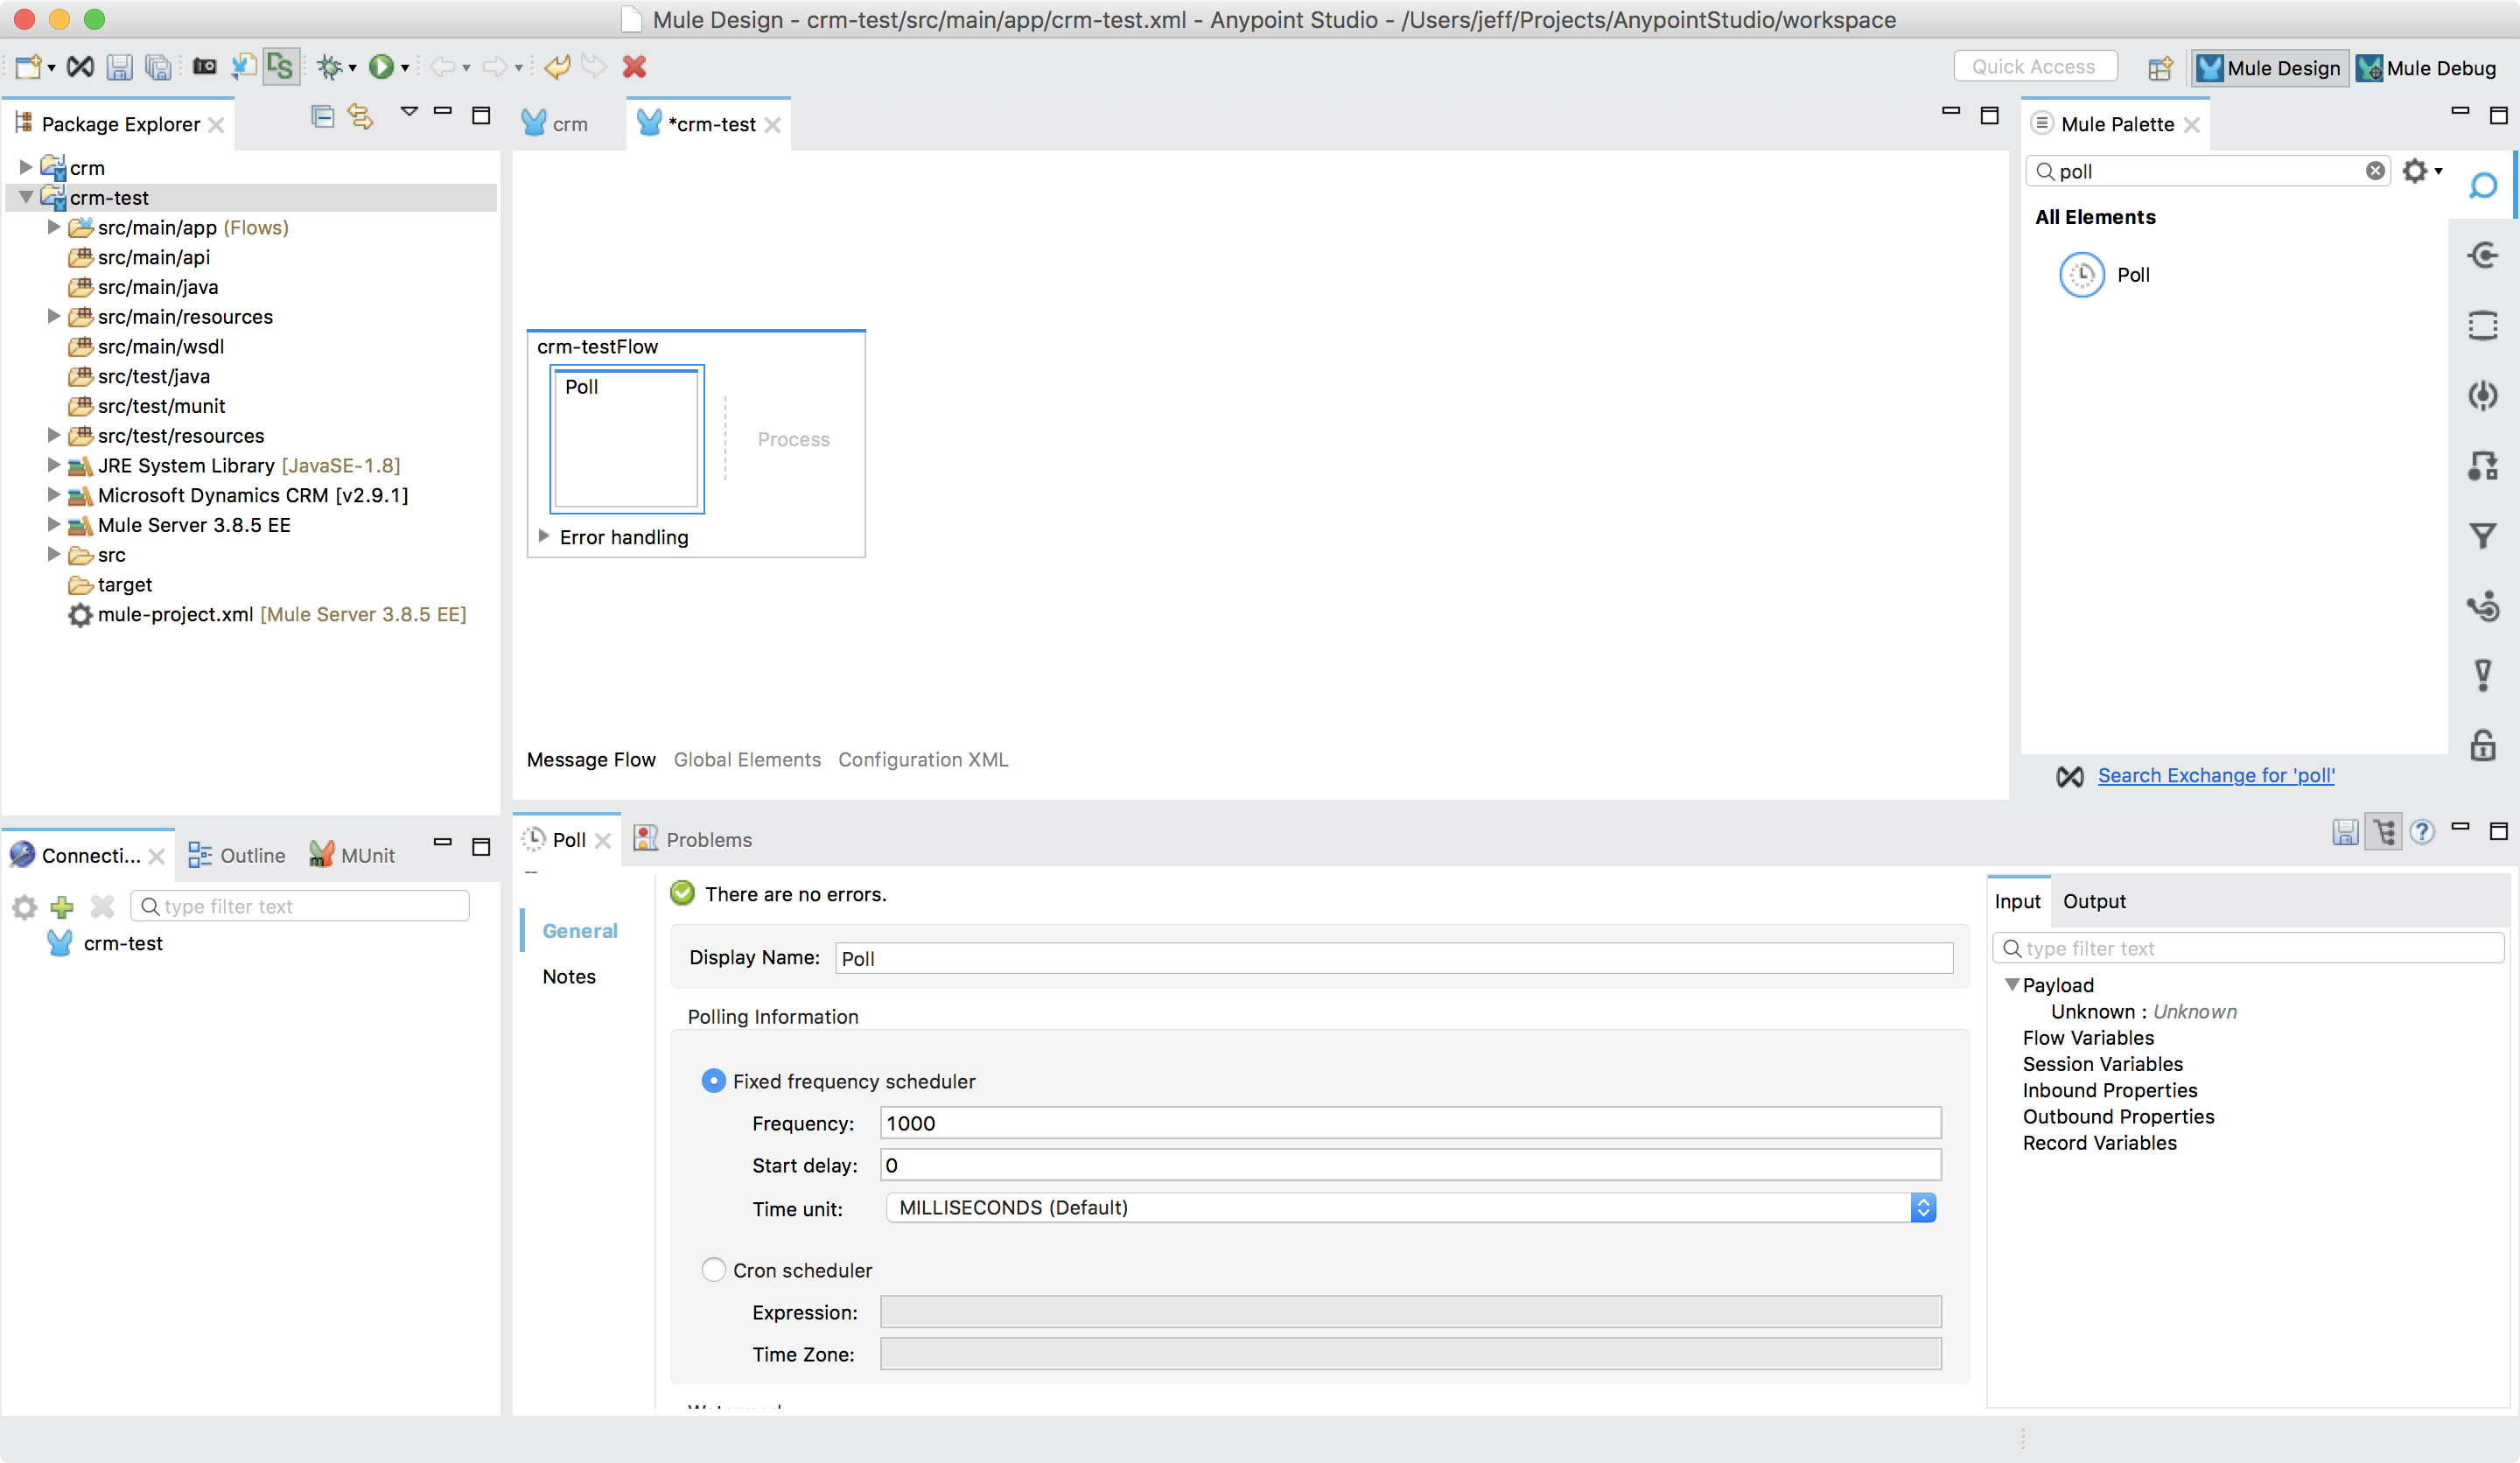 Mule Design - crm-test/src/main/app/crm-test.xml - Anypoint Studio - /Users/jeff/Projects/AnypointStudio/workspace
DS
Quick Access
Mule Design
Mule Debug
Package Explorer
crm
crm-test
src/main/app (Flows)
src/main/api
src/main/java
src/main/resources
src/main/wsdl
src/test/java
src/test/munit
src/test/resources
JRE System Library [JavaSE-1.8]
Microsoft Dynamics CRM [v2.9.1]
Mule Server 3.8.5 EE
src
target
mule-project.xml [Mule Server 3.8.5 EE]
crm
*crm-test
crm-testFlow
Poll
Process
Error handling
Message Flow Global Elements Configuration XML
Mule Palette
poll
All Elements
Poll
Search Exchange for 'poll'
Connecti...
Outline
MUnit
type filter text
crm-test
Poll
Problems
General
Notes
There are no errors.
Display Name: Poll
Polling Information
Fixed frequency scheduler
Frequency: 1000
Start delay: 0
Time unit: MILLISECONDS (Default)
Cron scheduler
Expression:
Time Zone:
Input Output
type filter text
Payload
Unknown : Unknown
Flow Variables
Session Variables
Inbound Properties
Outbound Properties
Record Variables